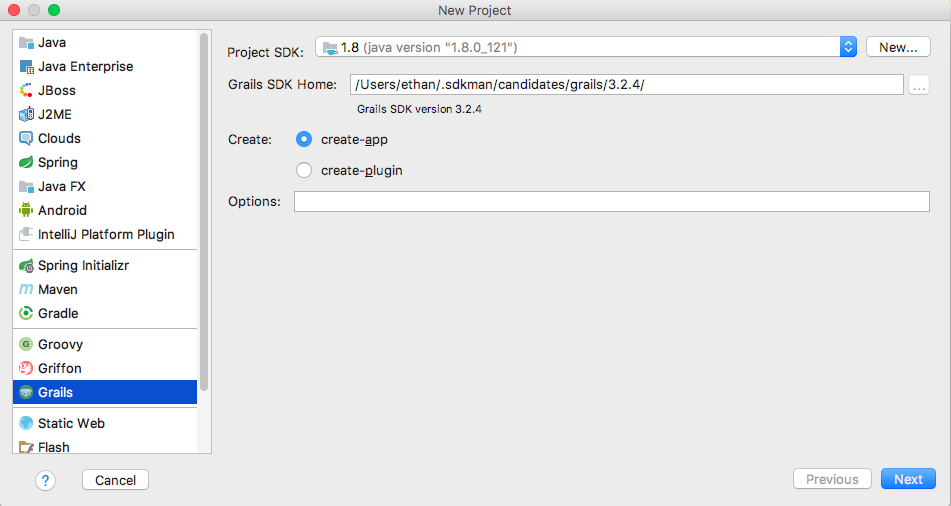 New Project
Java
Java Enterprise
JBoss
J2ME
Clouds
Spring
Java FX
Android
IntelliJ Platform Plugin
Spring Initializr
Maven
Gradle
Groovy
Griffon
Grails
Static Web
Flash
Project SDK: 1.8 (java version "1.8.0_121") New...
Grails SDK Home: /Users/ethan/.sdkman/candidates/grails/3.2.4/ ...
Grails SDK version 3.2.4
Create: create-app
create-plugin
Options:
? Cancel Previous Next